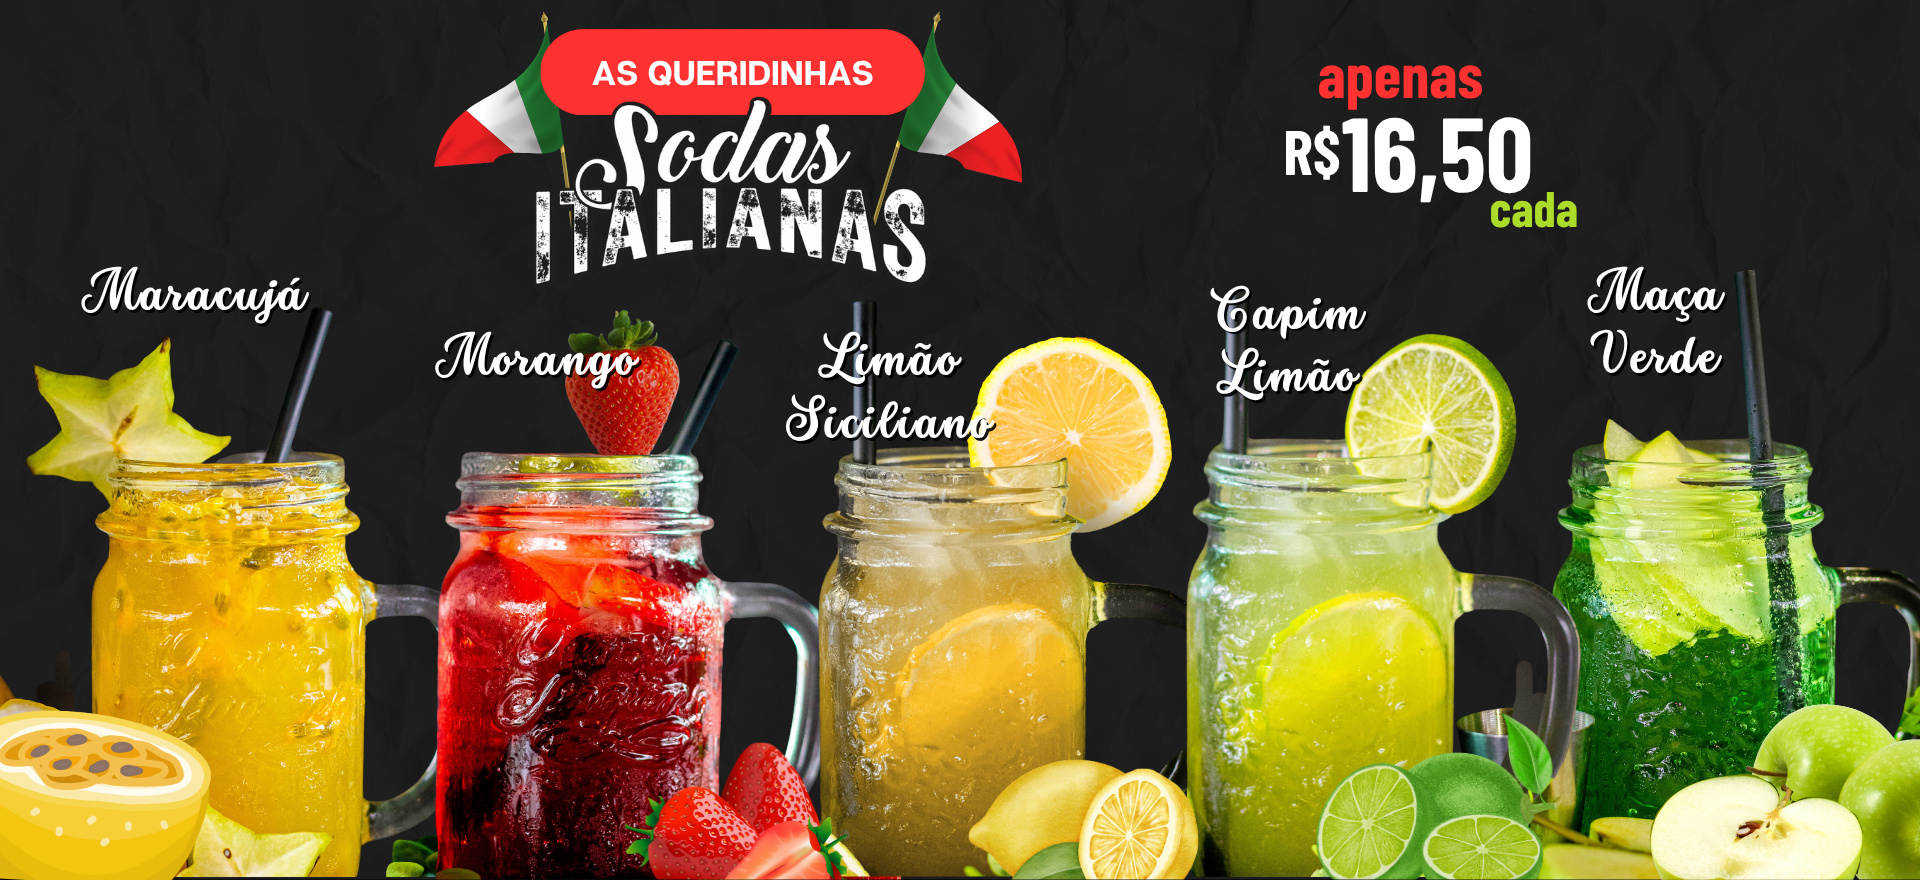 AS QUERIDINHAS
Sodas
ITALIANAS
apenas
R$16,50
cada
Maracujá
Morango
Limão
Siciliano
Capim
Limão
Maça
Verde